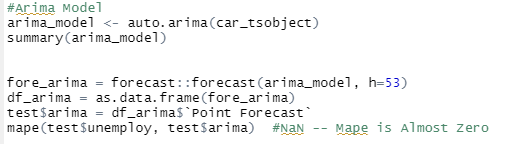 #Arima Model
arima_model <- auto.arima(car_tsobject)
summary(arima_model)
fore_arima = forecast::forecast(arima_model, h=53)
df_arima = as.data.frame(fore_arima)
test$arima = df_arima$`Point Forecast`
mape(test$unemploy, test$arima)  #NaN -- Mape is Almost Zero